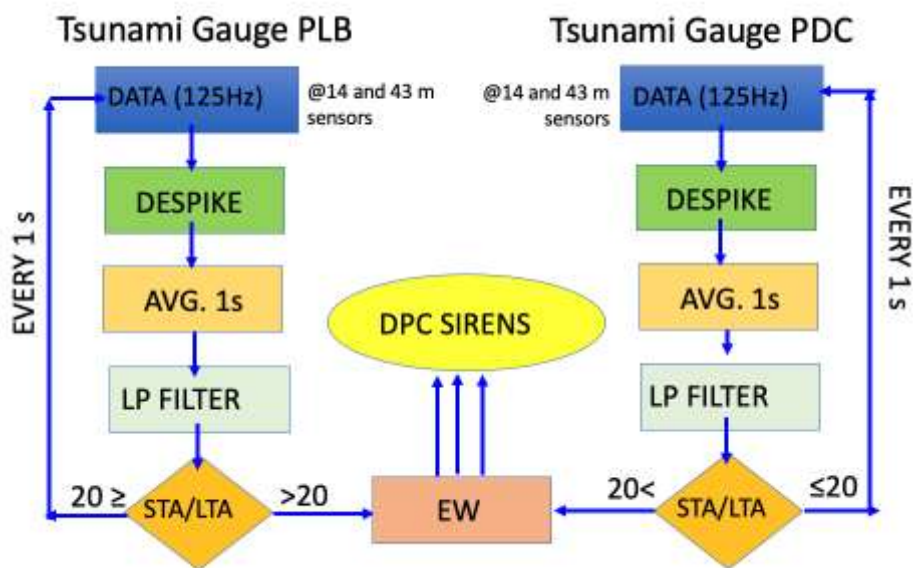 Tsunami Gauge PLB
Tsunami Gauge PDC
DATA (125Hz)
@14 and 43 m
sensors
@14 and 43 m
sensors
DATA (125Hz)
DESPIKE
DESPIKE
EVERY 1 s
EVERY 1 s
AVG. 1s
AVG. 1s
DPC SIRENS
LP FILTER
LP FILTER
20 ≥
STA/LTA
>20
EW
20<
STA/LTA
≤20